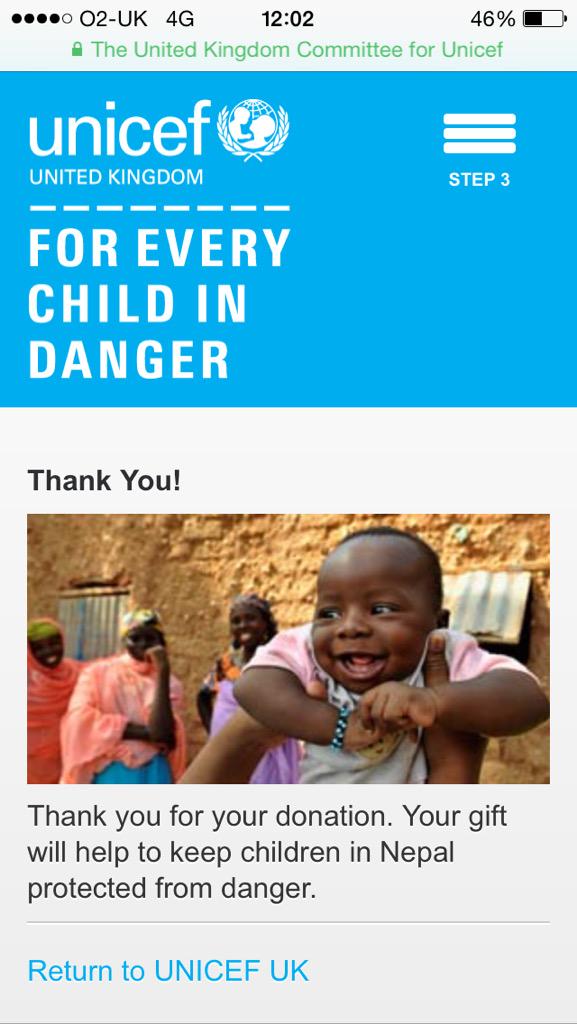 O2-UK 4G 12:02 46%
The United Kingdom Committee for Unicef
unicef
UNITED KINGDOM
STEP 3
FOR EVERY
CHILD IN
DANGER
Thank You!
Thank you for your donation. Your gift
will help to keep children in Nepal
protected from danger.
Return to UNICEF UK